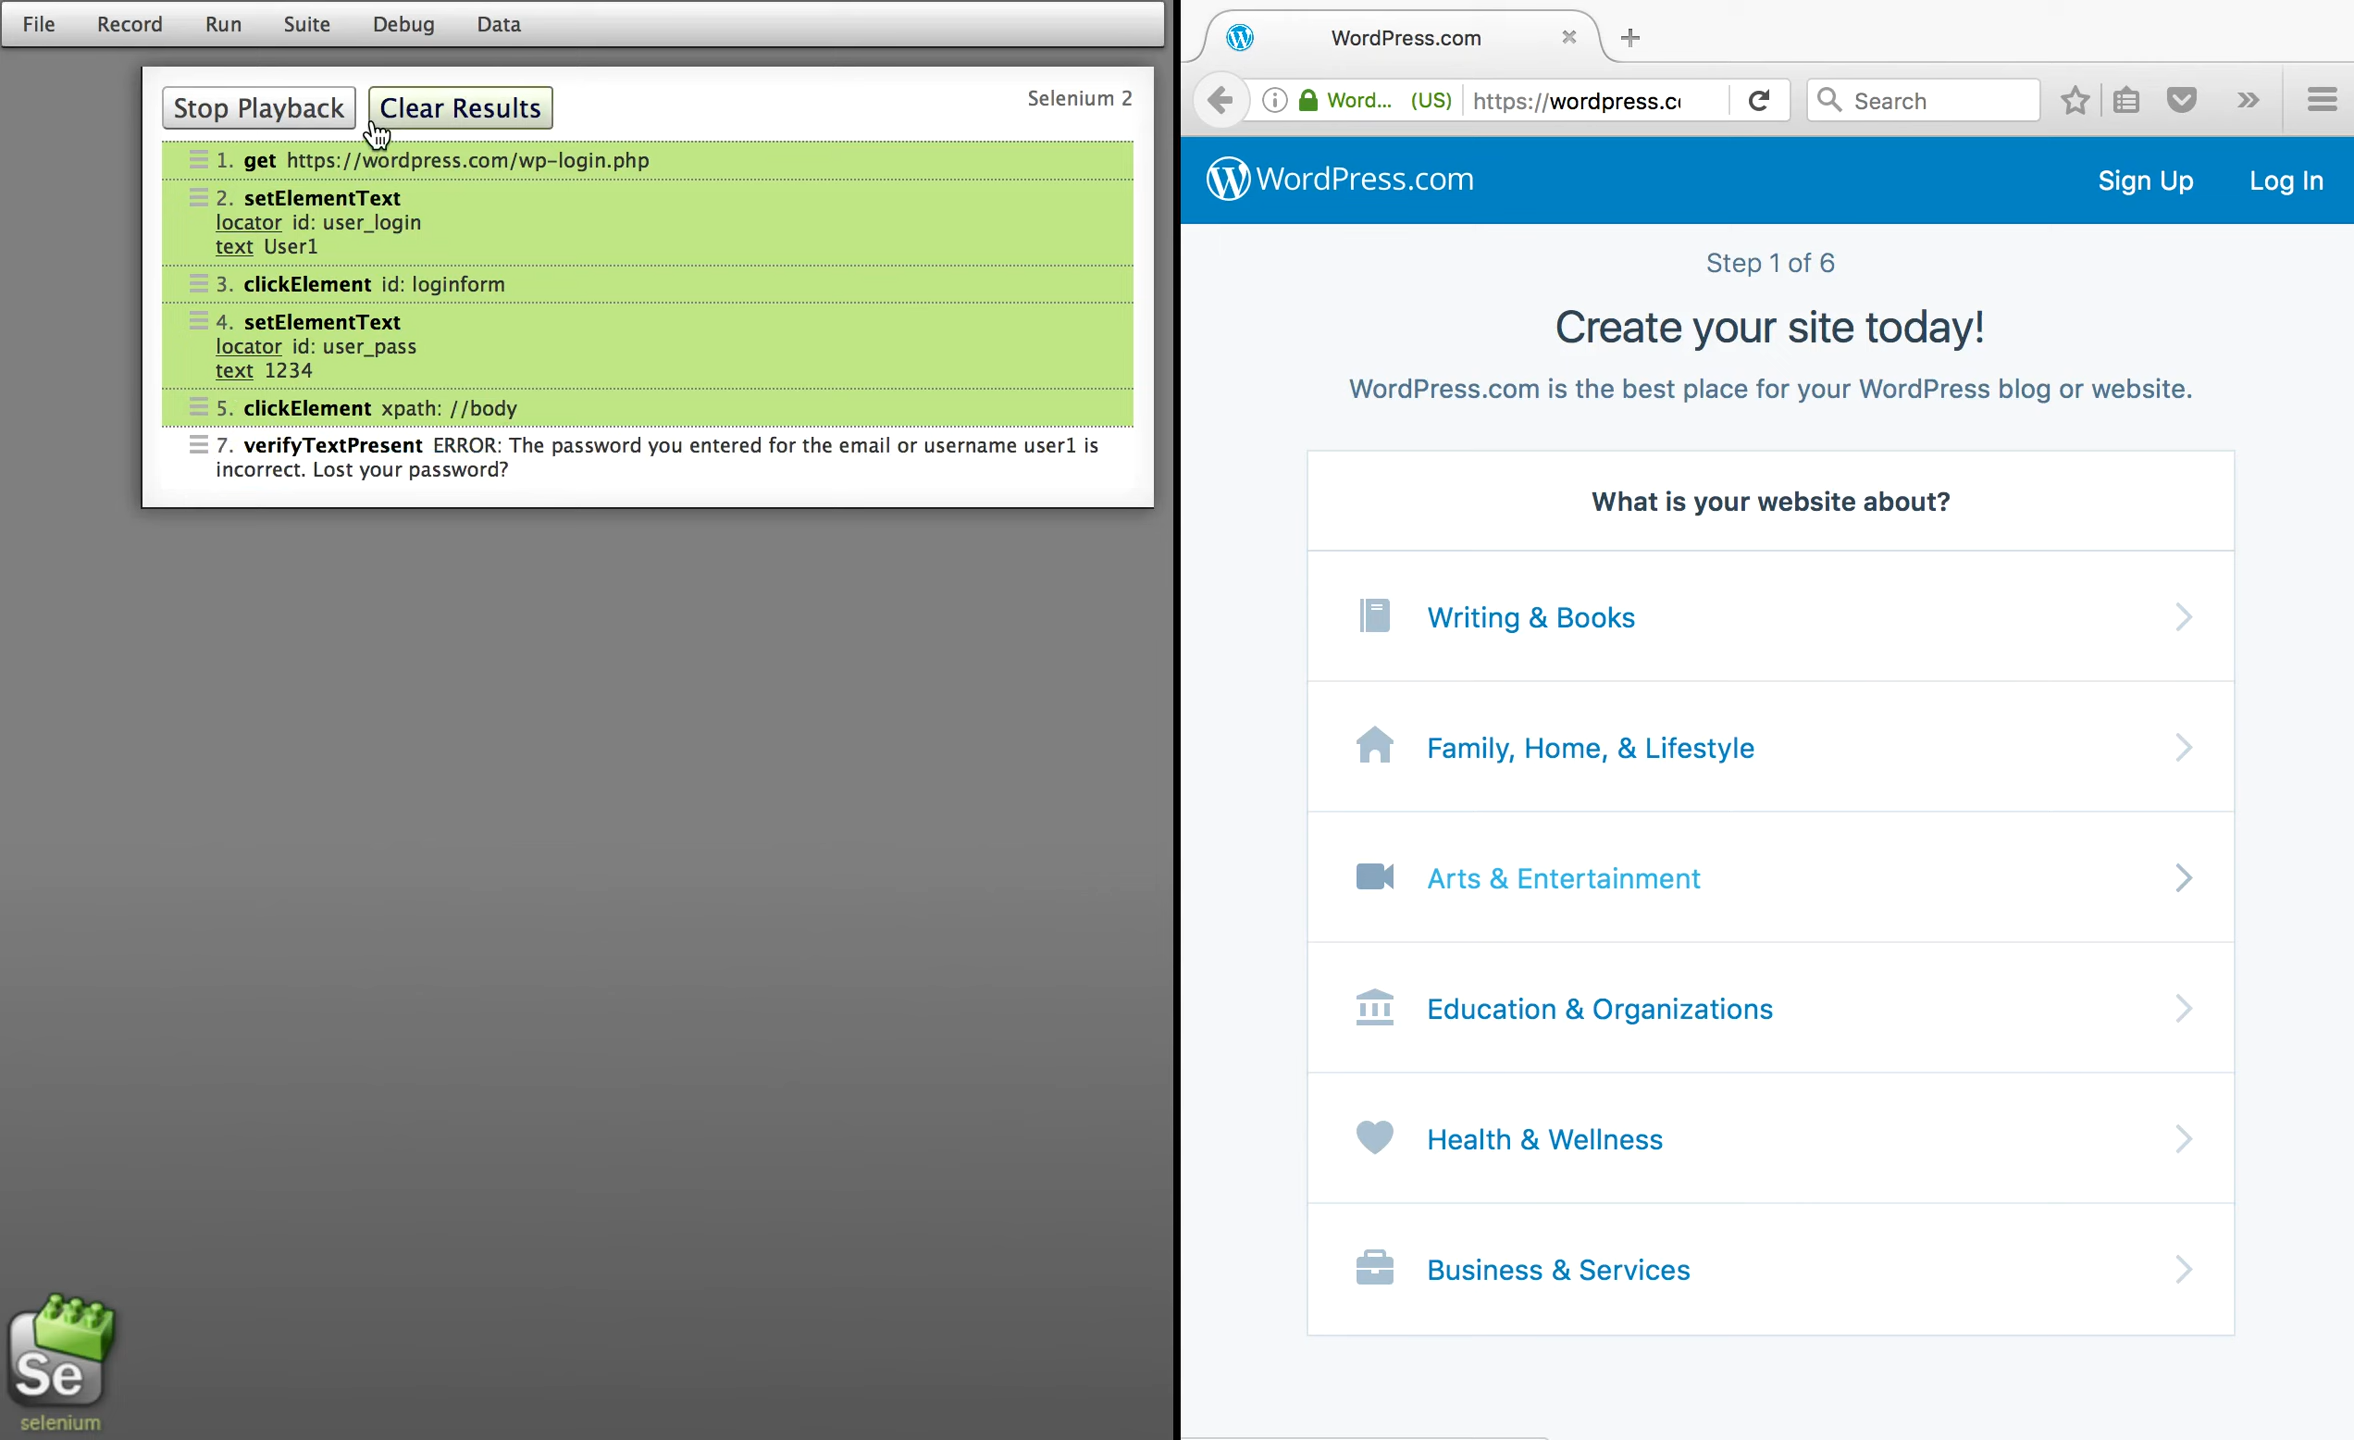 File Record Run Suite Debug Data
Stop Playback Clear Results Selenium 2
1. get https://wordpress.com/wp-login.php
2. setElementText
locator id: user_login
text User1
3. clickElement id: loginform
4. setElementText
locator id: user_pass
text 1234
5. clickElement xpath: //body
7. verifyTextPresent ERROR: The password you entered for the email or username user1 is
incorrect. Lost your password?
Se
selenium
WordPress.com
Word... (US) https://wordpress.c Search
WordPress.com Sign Up Log In
Step 1 of 6
Create your site today!
WordPress.com is the best place for your WordPress blog or website.
What is your website about?
Writing & Books
Family, Home, & Lifestyle
Arts & Entertainment
Education & Organizations
Health & Wellness
Business & Services